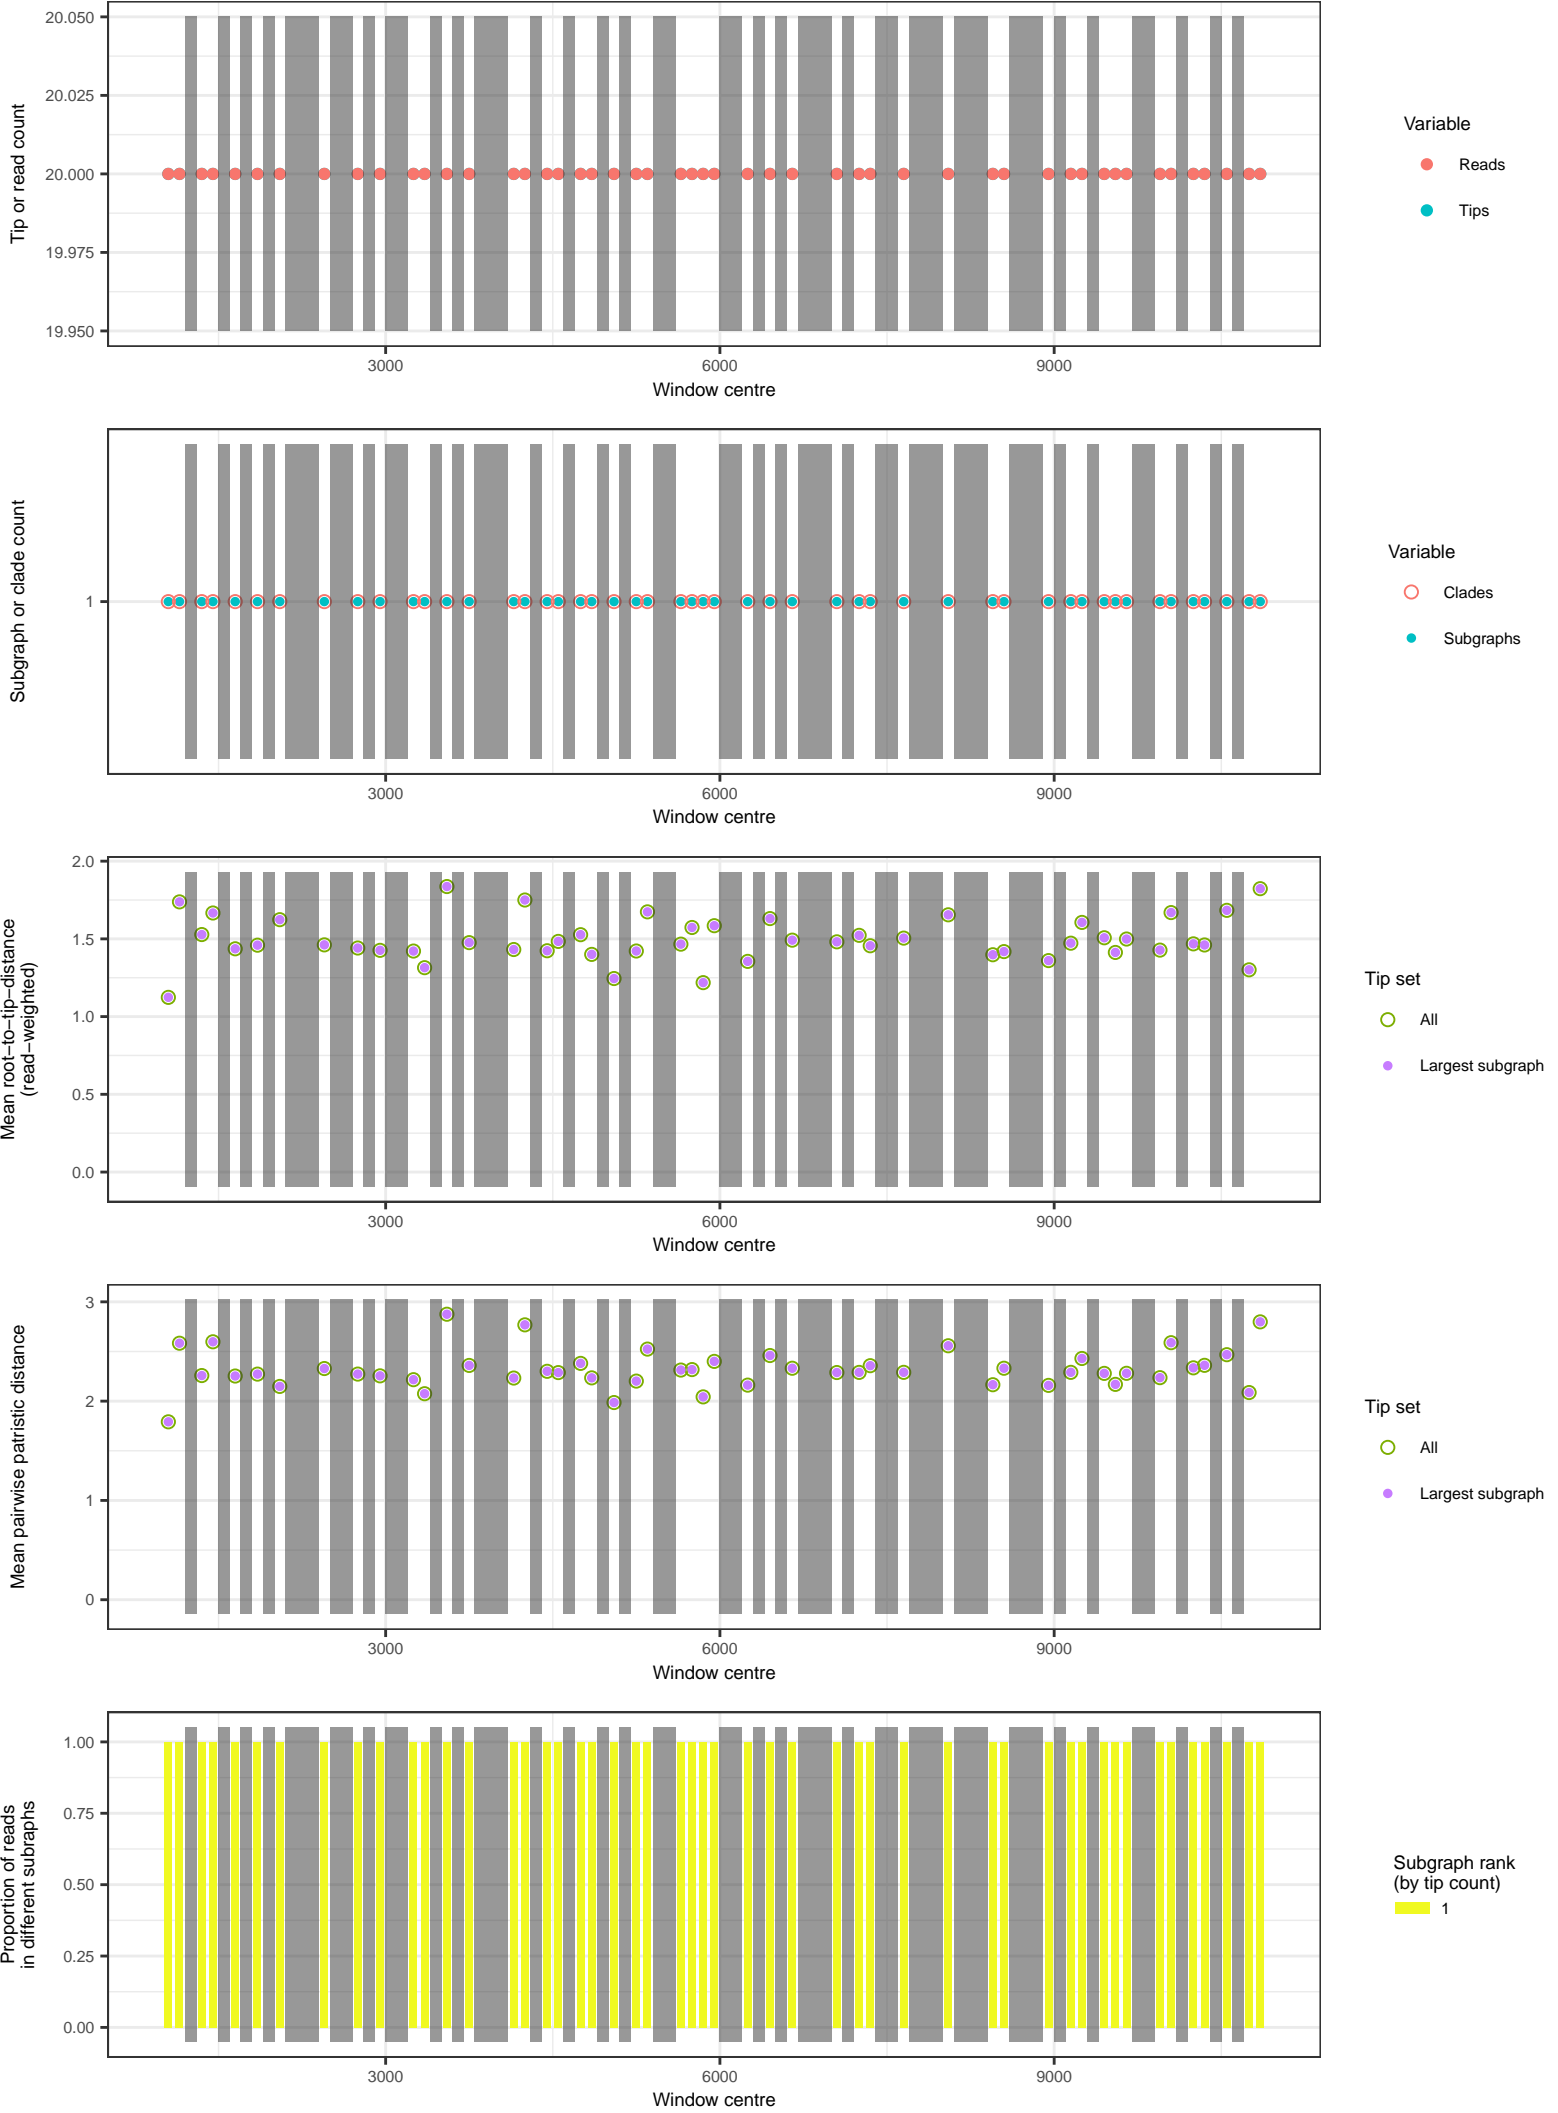 20.050
20.025
20.000
19.975
19.950
Tip or read count
3000
6000
9000
Window centre
Variable
Reads
Tips
Subgraph or clade count
1
3000
6000
9000
Window centre
Variable
Clades
Subgraphs
Mean root−to−tip−distance
(read−weighted)
2.0
1.5
1.0
0.5
0.0
3000
6000
9000
Window centre
Tip set
All
Largest subgraph
Mean pairwise patristic distance
3
2
1
0
3000
6000
9000
Window centre
Tip set
All
Largest subgraph
Proportion of reads
in different subraphs
1.00
0.75
0.50
0.25
0.00
3000
6000
9000
Window centre
Subgraph rank
(by tip count)
1